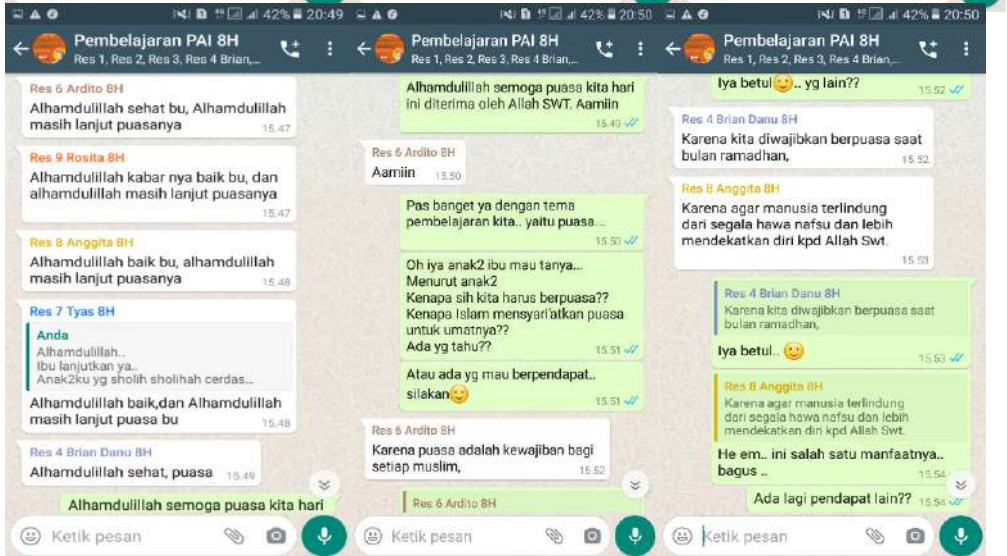 42% 20:49
Pembelajaran PAI 8H
Res 1, Res 2, Res 3, Res 4 Brian,...
Res 6 Ardito 8H
Alhamdulillah sehat bu, Alhamdulillah
masih lanjut puasanya
15.47
Res 9 Rosita 8H
Alhamdulillah kabar nya baik bu, dan
alhamdulillah masih lanjut puasanya
15.47
Res 8 Anggita 8H
Alhamdulillah baik bu, alhamdulillah
masih lanjut puasanya
15.48
Res 7 Tyas 8H
Anda
Alhamdulillah..
Ibu lanjutkan ya..
Anak2ku yg sholih sholihah cerdas...
Alhamdulillah baik,dan Alhamdulillah
masih lanjut puasa bu
15.48
Res 4 Brian Danu 8H
Alhamdulillah sehat, puasa 15.49
Alhamdulillah semoga puasa kita hari
Ketik pesan
42% 20:50
Pembelajaran PAI 8H
Res 1, Res 2, Res 3, Res 4 Brian,...
Alhamdulillah semoga puasa kita hari
ini diterima oleh Allah SWT. Aamiin
15.49
Res 6 Ardito 8H
Aamiin 15.50
Pas banget ya dengan tema
pembelajaran kita.. yaitu puasa...
15.50
Oh iya anak2 ibu mau tanya...
Menurut anak2
Kenapa sih kita harus berpuasa??
Kenapa Islam mensyari'atkan puasa
untuk umatnya??
Ada yg tahu??
15.51
Atau ada yg mau berpendapat..
silakan🙂
15.51
Res 6 Ardito 8H
Karena puasa adalah kewajiban bagi
setiap muslim,
15.52
Res 6 Ardito 8H
Ketik pesan
42% 20:50
Pembelajaran PAI 8H
Res 1, Res 2, Res 3, Res 4 Brian,...
Iya betul🙂.. yg lain??
15.52
Res 4 Brian Danu 8H
Karena kita diwajibkan berpuasa saat
bulan ramadhan,
15.52
Res 8 Anggita 8H
Karena agar manusia terlindung
dari segala hawa nafsu dan lebih
mendekatkan diri kpd Allah Swt.
15.53
Res 4 Brian Danu 8H
Karena kita diwajibkan berpuasa saat
bulan ramadhan,
Iya betul.. 🙂
15.53
Res 8 Anggita 8H
Karena agar manusia terlindung
dari segala hawa nafsu dan lebih
mendekatkan diri kpd Allah Swt.
He em.. ini salah satu manfaatnya..
bagus ..
15.54
Ada lagi pendapat lain?? 15.54
Ketik pesan